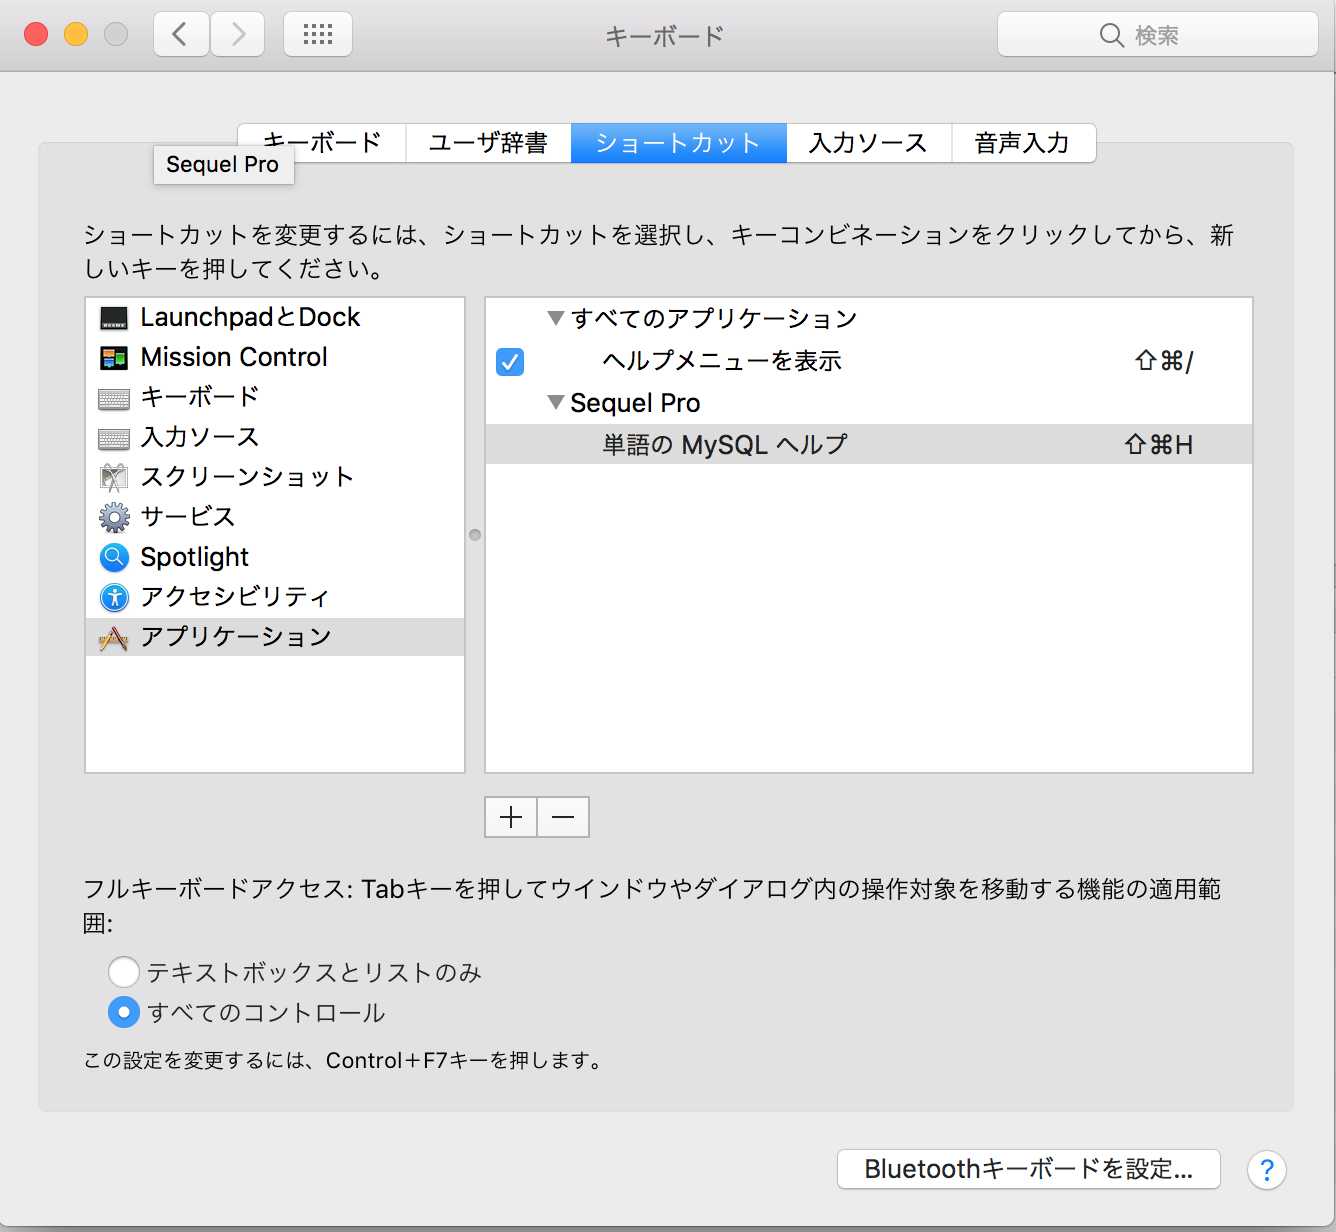 キーボード
検索
キーボード
ユーザ辞書
ショートカット
入力ソース
音声入力
Sequel Pro
ショートカットを変更するには、ショートカットを選択し、キーコンビネーションをクリックしてから、新
しいキーを押してください。
LaunchpadとDock
Mission Control
キーボード
入力ソース
スクリーンショット
サービス
Spotlight
アクセシビリティ
アプリケーション
すべてのアプリケーション
ヘルプメニューを表示 ⇧⌘/
Sequel Pro
単語の MySQL ヘルプ ⇧⌘H
フルキーボードアクセス: Tabキーを押してウインドウやダイアログ内の操作対象を移動する機能の適用範
囲:
テキストボックスとリストのみ
すべてのコントロール
この設定を変更するには、Control＋F7キーを押します。
Bluetoothキーボードを設定...
?